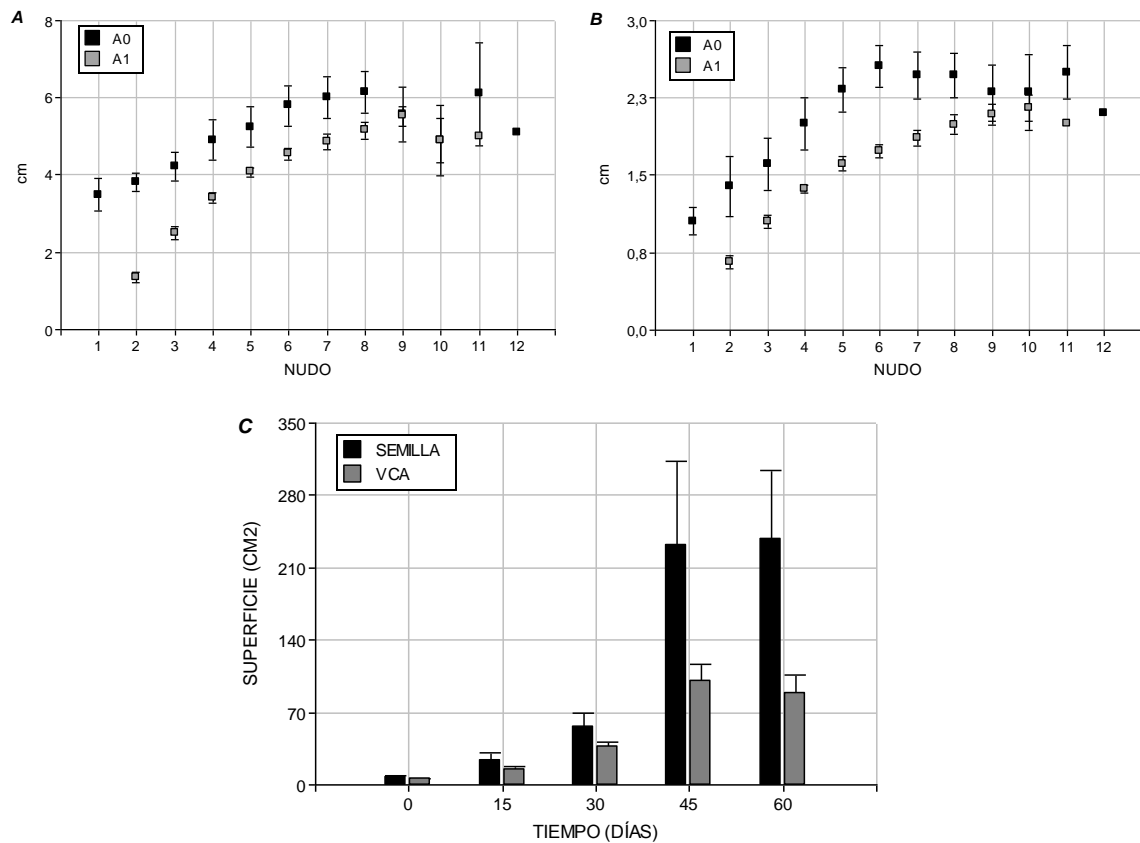 A
8
6
4
2
0
cm
A0
A1
1 2 3 4 5 6 7 8 9 10 11 12
NUDO
B
3,0
2,3
1,5
0,8
0,0
cm
A0
A1
1 2 3 4 5 6 7 8 9 10 11 12
NUDO
C
350
280
210
140
70
0
SUPERFICIE (CM2)
SEMILLA
VCA
0 15 30 45 60
TIEMPO (DÍAS)